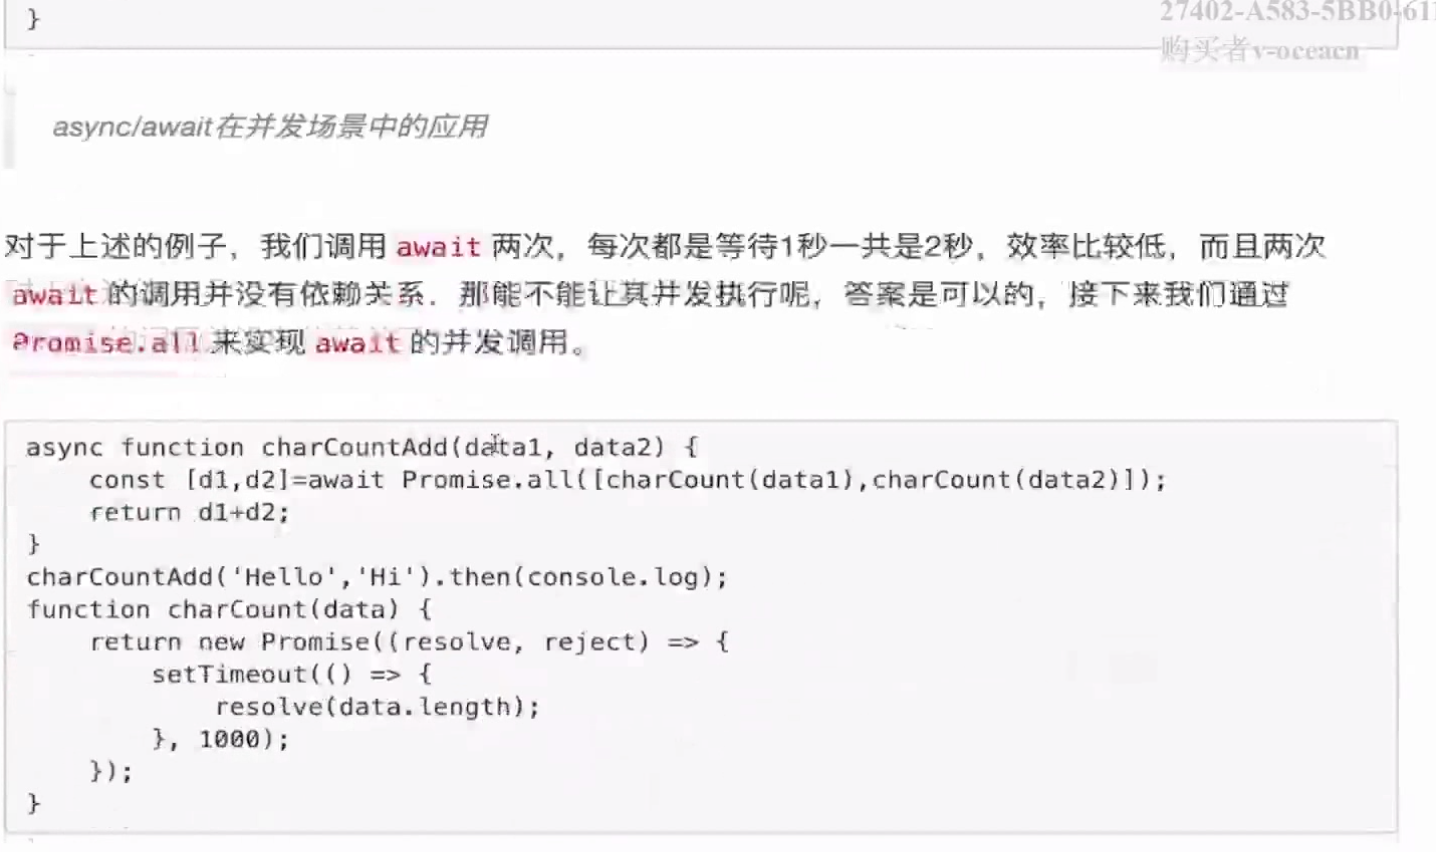 }
27402-A583-5BB0-611
购买者v-oceacn
async/await在并发场景中的应用
对于上述的例子，我们调用 await 两次，每次都是等待1秒一共是2秒，效率比较低，而且两次
await 的调用并没有依赖关系，那能不能让其并发执行呢，答案是可以的，接下来我们通过
Promise.all 来实现 await 的并发调用。
async function charCountAdd(data1, data2) {
    const [d1,d2]=await Promise.all([charCount(data1),charCount(data2)]);
    return d1+d2;
}
charCountAdd('Hello','Hi').then(console.log);
function charCount(data) {
    return new Promise((resolve, reject) => {
        setTimeout(() => {
            resolve(data.length);
        }, 1000);
    });
}